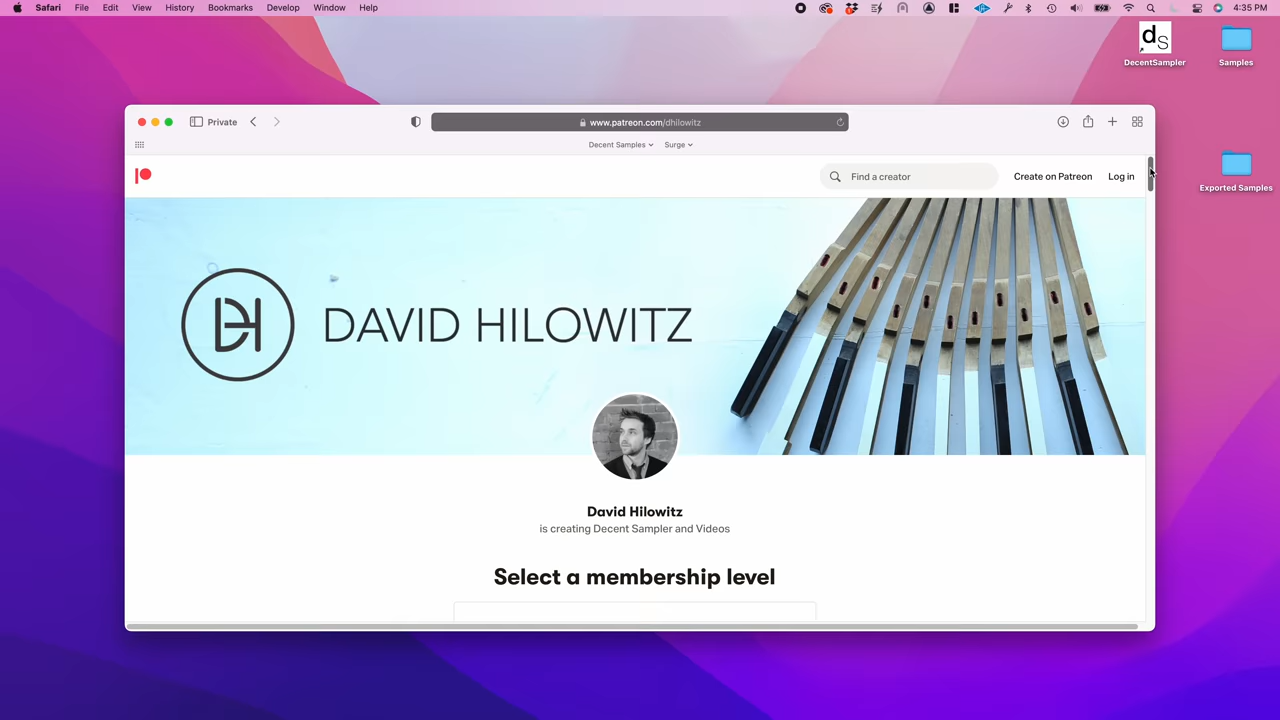 Safari File Edit View History Bookmarks Develop Window Help 4:35 PM
ds
DecentSampler
Samples
Exported Samples
Private
www.patreon.com/dhilowitz
Decent Samples
Surge
Find a creator
Create on Patreon
Log in
DH
DAVID HILOWITZ
David Hilowitz
is creating Decent Sampler and Videos
Select a membership level